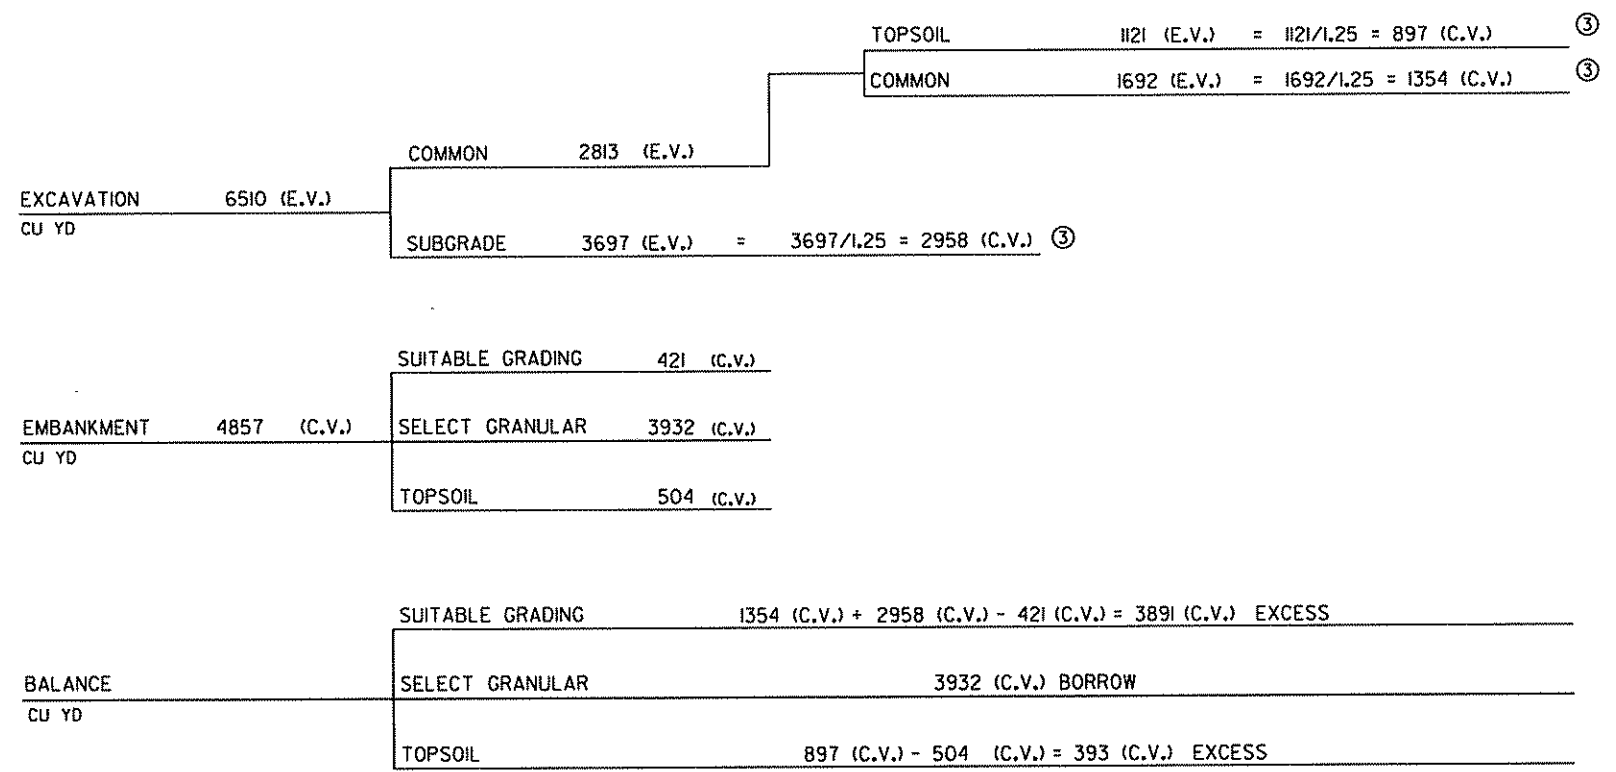 TOPSOIL 1121 (E.V.) = 1121/1.25 = 897 (C.V.) ③
COMMON 1692 (E.V.) = 1692/1.25 = 1354 (C.V.) ③
COMMON 2813 (E.V.)
EXCAVATION 6510 (E.V.)
CU YD
SUBGRADE 3697 (E.V.) = 3697/1.25 = 2958 (C.V.) ③
SUITABLE GRADING 421 (C.V.)
EMBANKMENT 4857 (C.V.) SELECT GRANULAR 3932 (C.V.)
CU YD
TOPSOIL 504 (C.V.)
SUITABLE GRADING 1354 (C.V.) + 2958 (C.V.) - 421 (C.V.) = 3891 (C.V.) EXCESS
BALANCE SELECT GRANULAR 3932 (C.V.) BORROW
CU YD
TOPSOIL 897 (C.V.) - 504 (C.V.) = 393 (C.V.) EXCESS